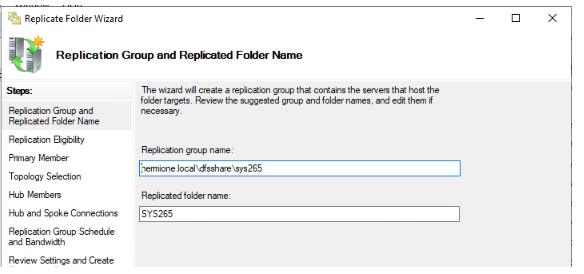 Replicate Folder Wizard
Replication Group and Replicated Folder Name
Steps:
Replication Group and
Replicated Folder Name
Replication Eligibility
Primary Member
Topology Selection
Hub Members
Hub and Spoke Connections
Replication Group Schedule
and Bandwidth
Review Settings and Create
The wizard will create a replication group that contains the servers that host the
folder targets. Review the suggested group and folder names, and edit them if
necessary.
Replication group name:
hermione.local\dfsshare\sys265
Replicated folder name:
SYS265